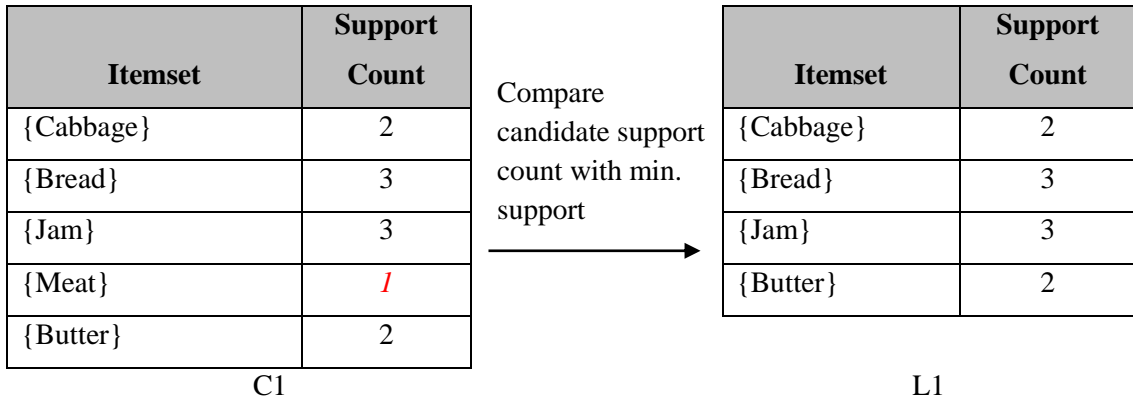 Itemset Support Count
{Cabbage} 2
{Bread} 3
{Jam} 3
{Meat} 1
{Butter} 2
C1
Compare
candidate support
count with min.
support
Itemset Support Count
{Cabbage} 2
{Bread} 3
{Jam} 3
{Butter} 2
L1